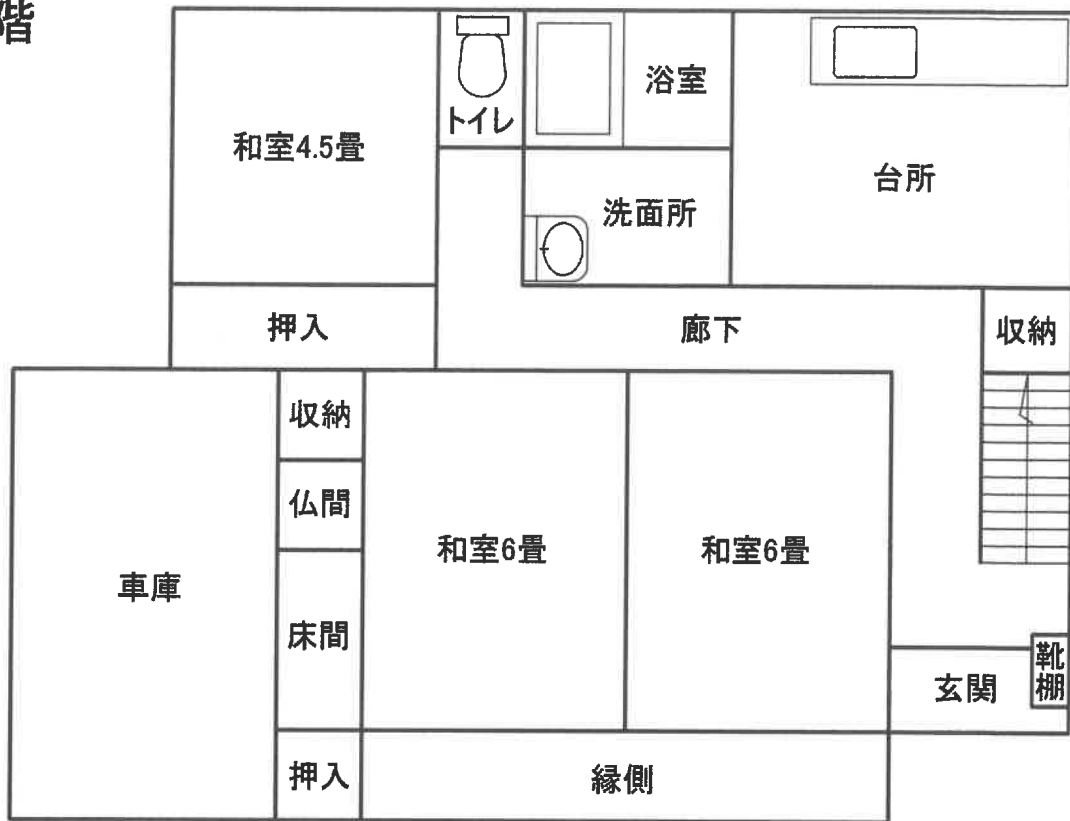 階
浴室
トイレ
和室4.5畳
台所
洗面所
押入
廊下
収納
収納
仏間
和室6畳
和室6畳
車庫
床間
靴棚
玄関
押入
縁側